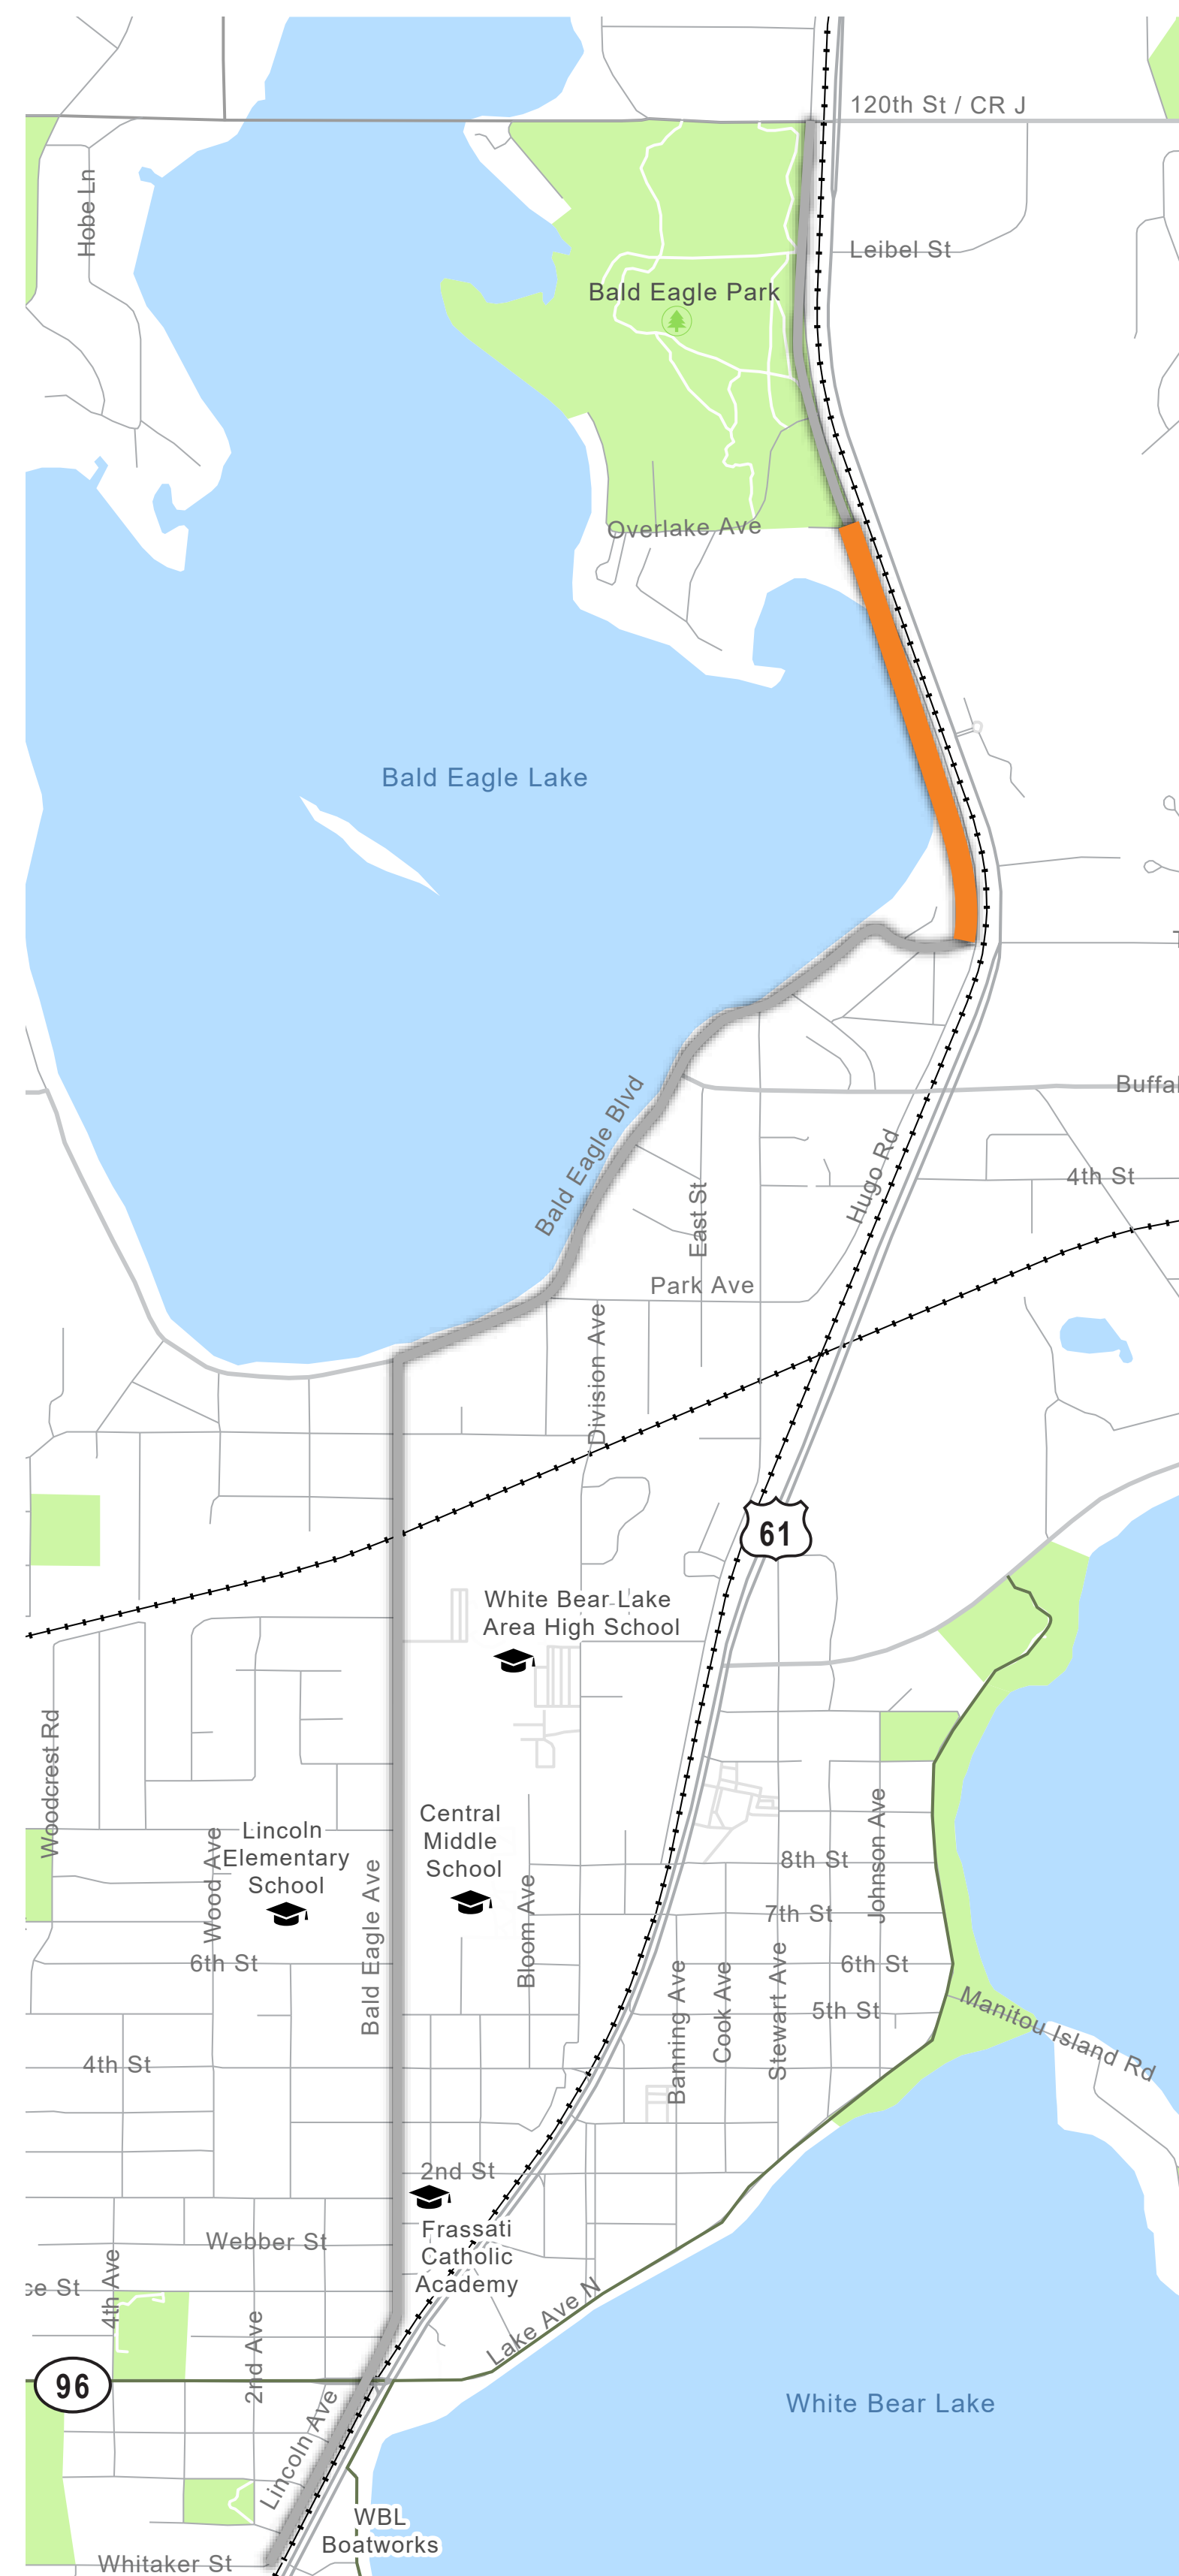 120th St / CR J
Hobe Ln
Leibel St
Bald Eagle Park
Overlake Ave
Bald Eagle Lake
Bald Eagle Blvd
Buffal
Hugo Rd
4th St
East St
Park Ave
Division Ave
61
White Bear Lake
Area High School
Woodcrest Rd
Central
Middle
School
Lincoln
Elementary
School
Wood Ave
Bald Eagle Ave
Bloom Ave
Johnson Ave
8th St
7th St
6th St
6th St
5th St
Banning Ave
Cook Ave
Stewart Ave
Manitou Island Rd
4th St
2nd St
Frassati
Catholic
Academy
Webber St
4th Ave
ce St
2nd Ave
Lake Ave N
96
Lincoln Ave
White Bear Lake
WBL
Boatworks
Whitaker St